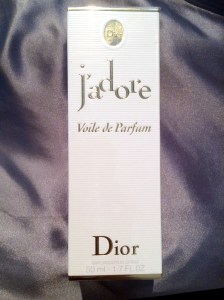 Dior
j'adore
Voile de Parfum
Dior
50 ml - 1.7 FL. OZ